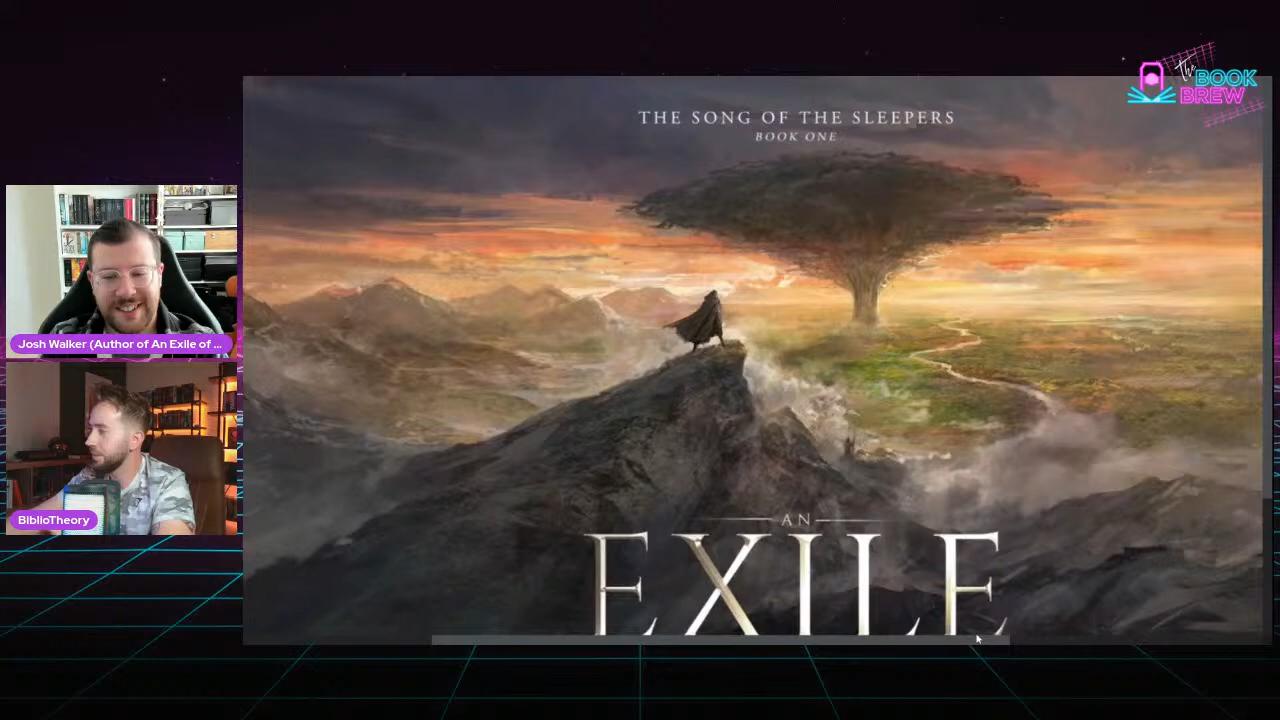 the
BOOK
BREW
THE SONG OF THE SLEEPERS
BOOK ONE
Josh Walker (Author of An Exile of ...
BiblioTheory
AN
EXILE